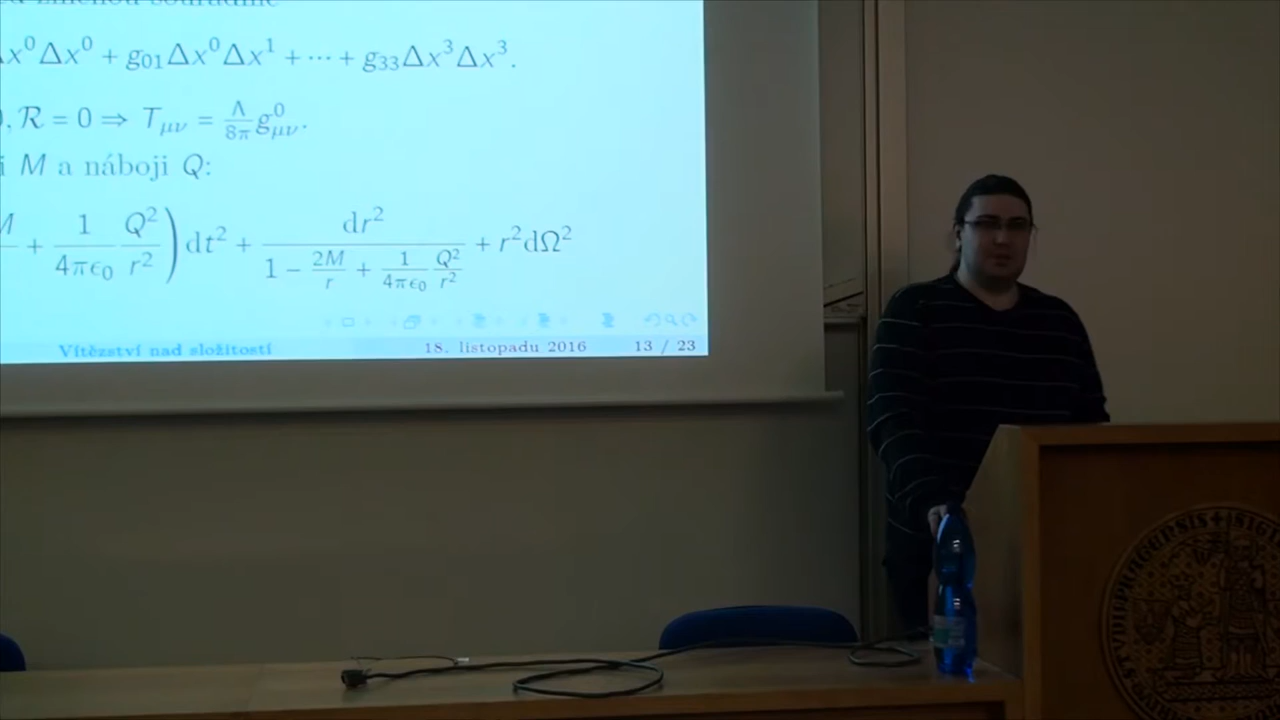 x⁰Δx⁰ + g₀₁Δx⁰Δx¹ + ··· + g₃₃Δx³Δx³.
, ℛ = 0 ⇒ T_μν = Λ/8π g⁰_μν.
i M a náboji Q:
+ 1/4πϵ₀ Q²/r²) dt² + dr²/(1 − 2M/r + 1/4πϵ₀ Q²/r²) + r²dΩ²
Vítězství nad složitostí 18. listopadu 2016 13 / 23